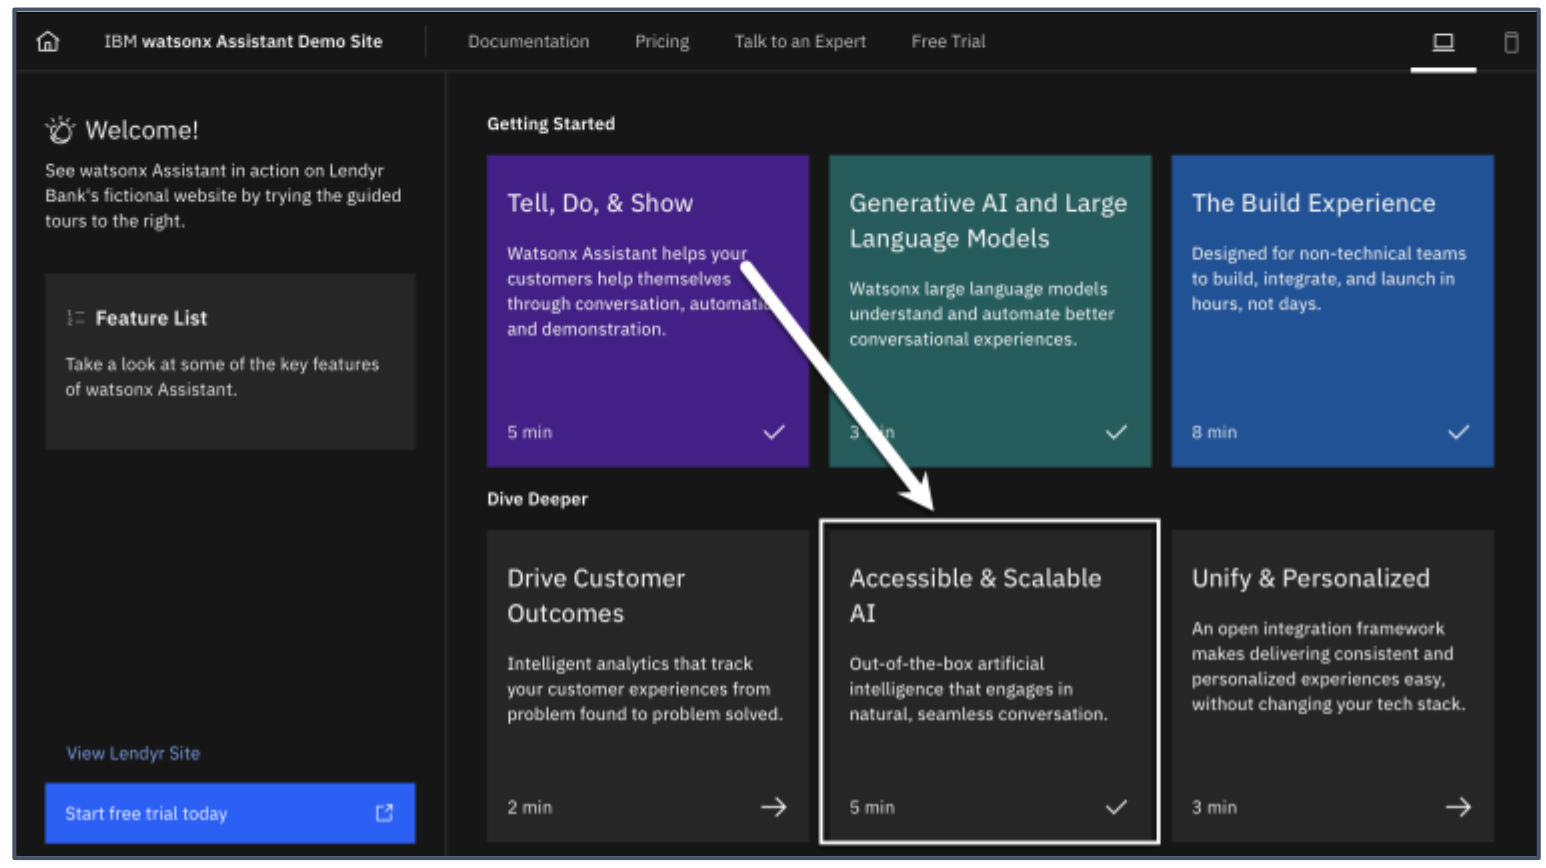 IBM watsonx Assistant Demo Site
Documentation
Pricing
Talk to an Expert
Free Trial
Welcome!
See watsonx Assistant in action on Lendyr
Bank's fictional website by trying the guided
tours to the right.
Feature List
Take a look at some of the key features
of watsonx Assistant.
View Lendyr Site
Start free trial today
Getting Started
Tell, Do, & Show
Watsonx Assistant helps your
customers help themselves
through conversation,
and demonstration.
5 min
Generative AI and Large
Language Models
Watsonx large language models
understand and automate better
conversational experiences.
3
The Build Experience
Designed for non-technical teams
to build, integrate, and launch in
hours, not days.
8 min
Dive Deeper
Drive Customer
Outcomes
Intelligent analytics that track
your customer experiences from
problem found to problem solved.
2 min
Accessible & Scalable
AI
Out-of-the-box artificial
intelligence that engages in
natural, seamless conversation.
5 min
Unify & Personalized
An open integration framework
makes delivering consistent and
personalized experiences easy,
without changing your tech stack.
3 min